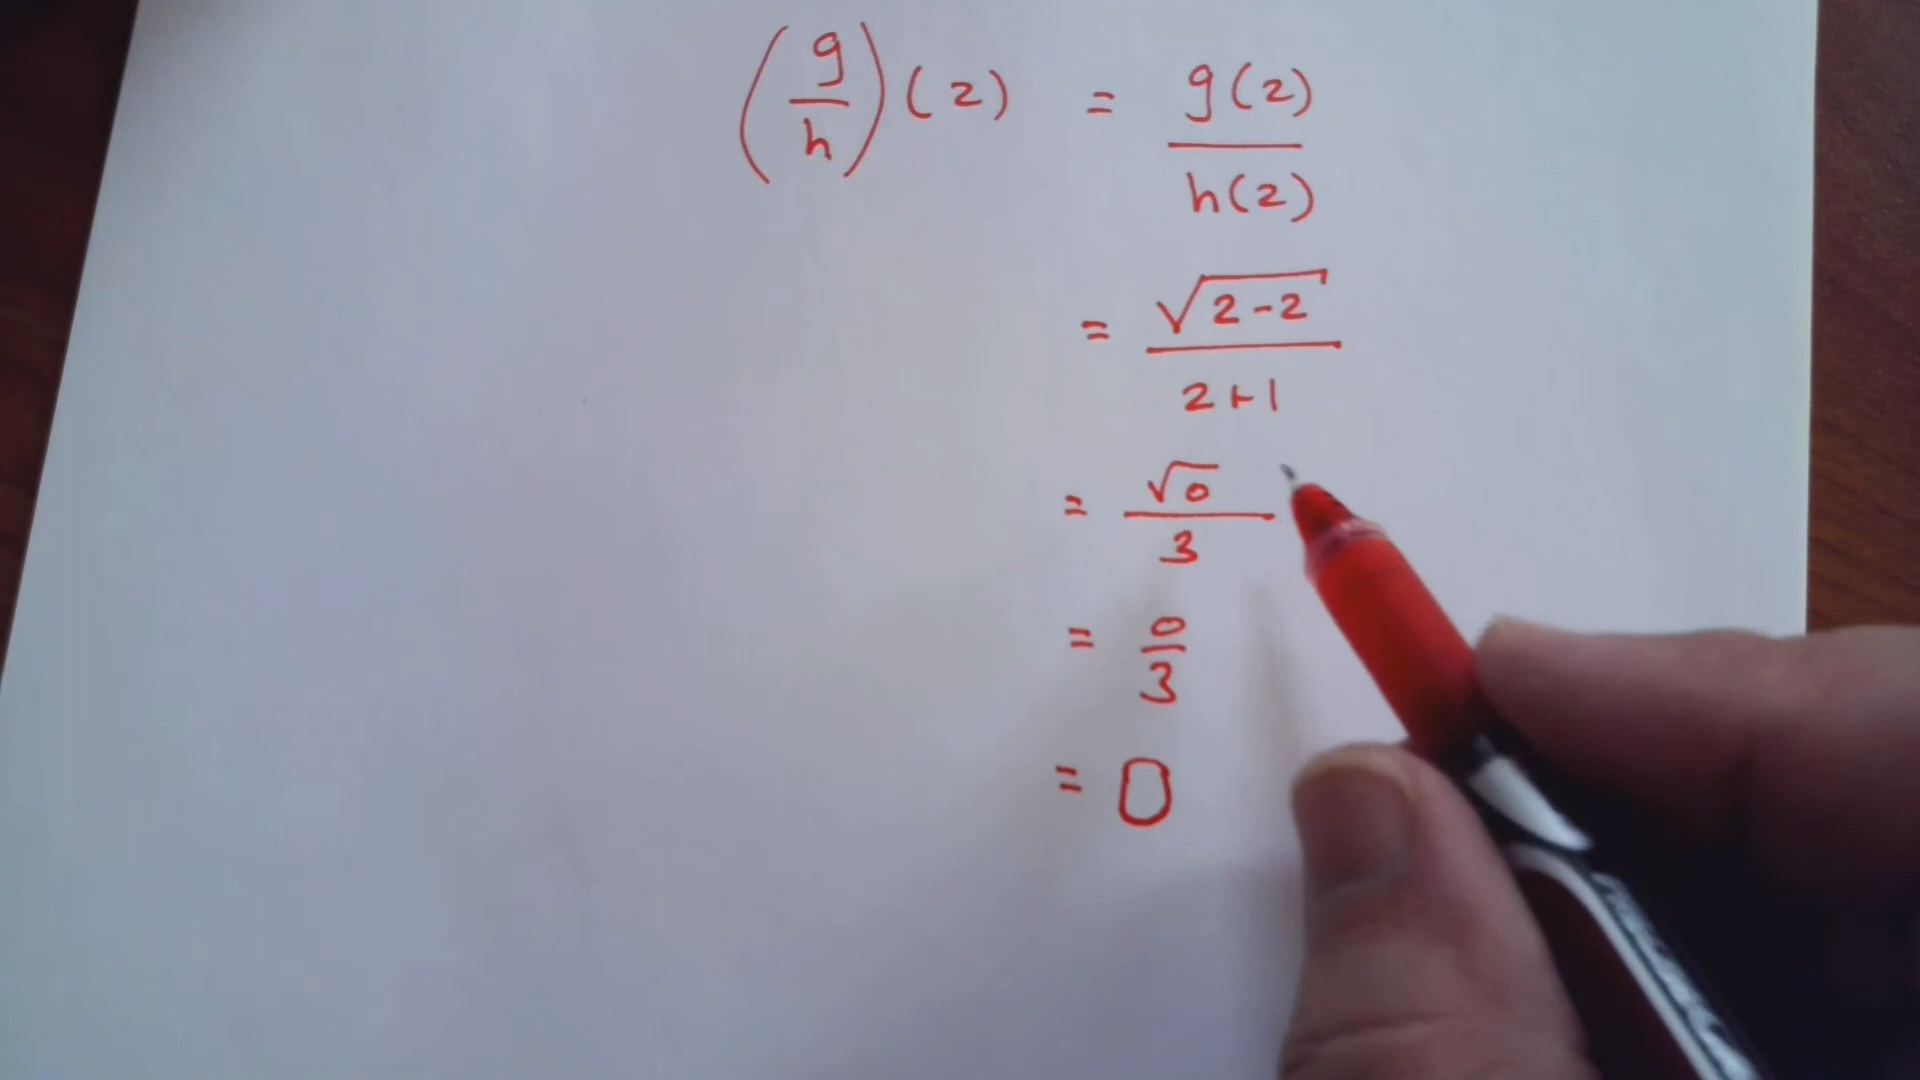 (g/h)(2) = g(2)/h(2)
= √(2-2)/(2+1)
= √0/3
= 0/3
= 0